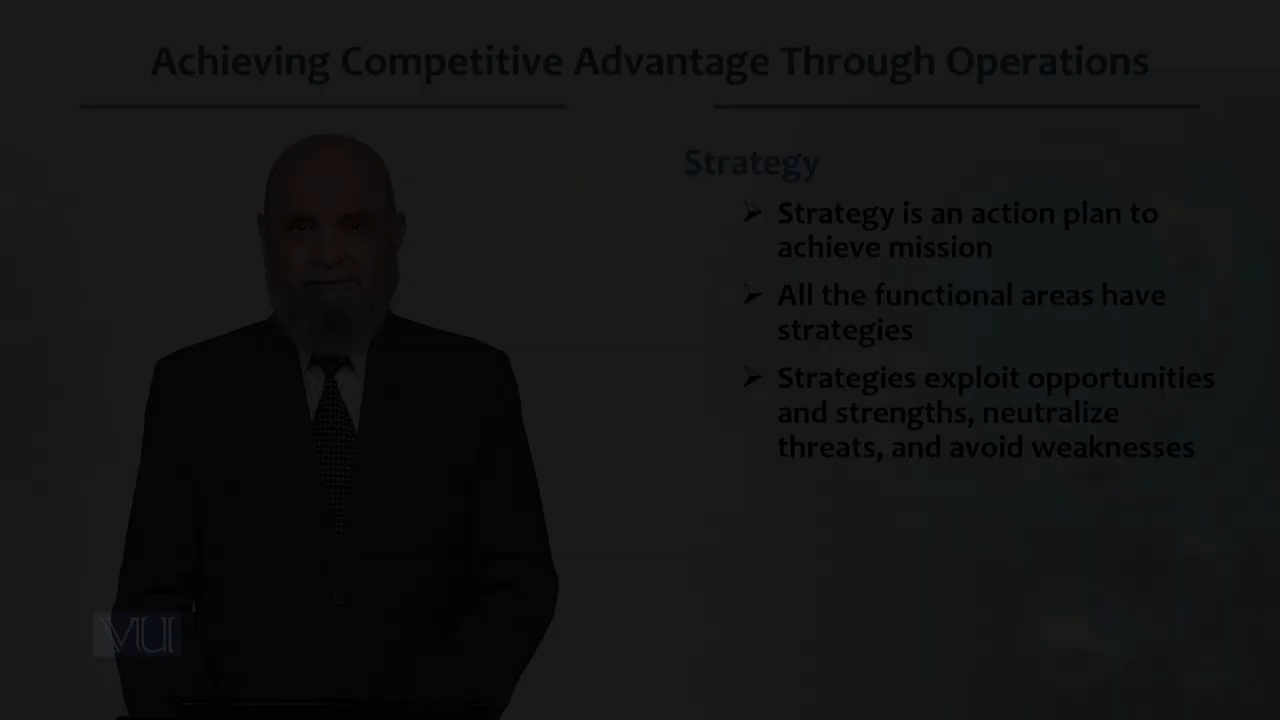 Achieving Competitive Advantage Through Operations
Strategy
Strategy is an action plan to
achieve mission
All the functional areas have
strategies
Strategies exploit opportunities
and strengths, neutralize
threats, and avoid weaknesses
VU